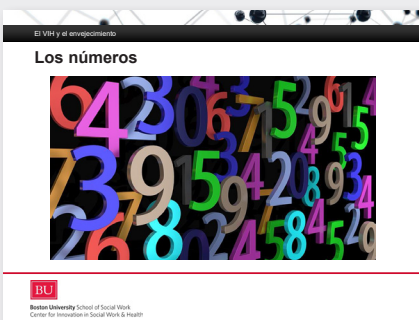 El VIH y el envejecimiento
Los números
BU
Boston University School of Social Work
Center for Innovation in Social Work & Health